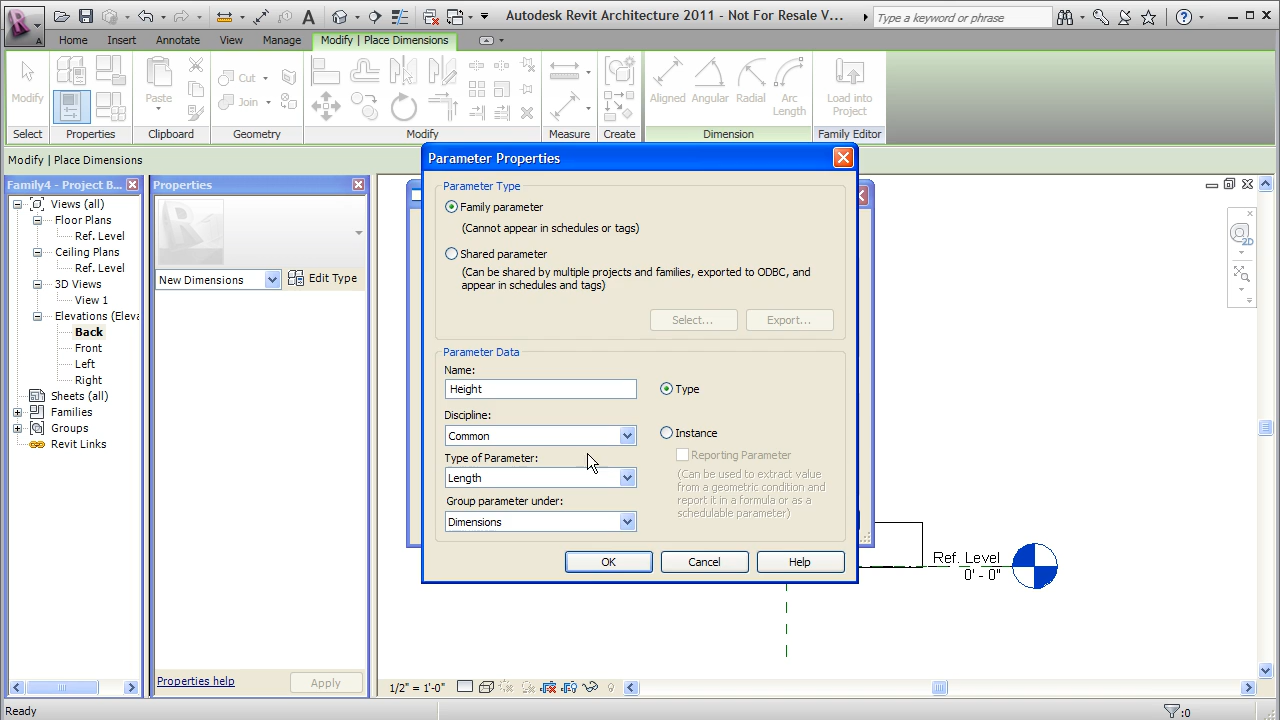 Autodesk Revit Architecture 2011 - Not For Resale V...
Type a keyword or phrase
Home
Insert
Annotate
View
Manage
Modify | Place Dimensions
Modify
Paste
Cut
Join
Aligned
Angular
Radial
Arc
Length
Load into
Project
Select
Properties
Clipboard
Geometry
Modify
Measure
Create
Dimension
Family Editor
Modify | Place Dimensions
Family4 - Project B...
Views (all)
Floor Plans
Ref. Level
Ceiling Plans
Ref. Level
3D Views
View 1
Elevations (Eleva
Back
Front
Left
Right
Sheets (all)
Families
Groups
Revit Links
Properties
New Dimensions
Edit Type
Properties help
Apply
Parameter Properties
Parameter Type
Family parameter
(Cannot appear in schedules or tags)
Shared parameter
(Can be shared by multiple projects and families, exported to ODBC, and
appear in schedules and tags)
Select...
Export...
Parameter Data
Name:
Height
Type
Discipline:
Common
Instance
Type of Parameter:
Reporting Parameter
Length
(Can be used to extract value
from a geometric condition and
report it in a formula or as a
schedulable parameter)
Group parameter under:
Dimensions
OK
Cancel
Help
2D
Ref. Level
0' - 0"
1/2" = 1'-0"
Ready
:0